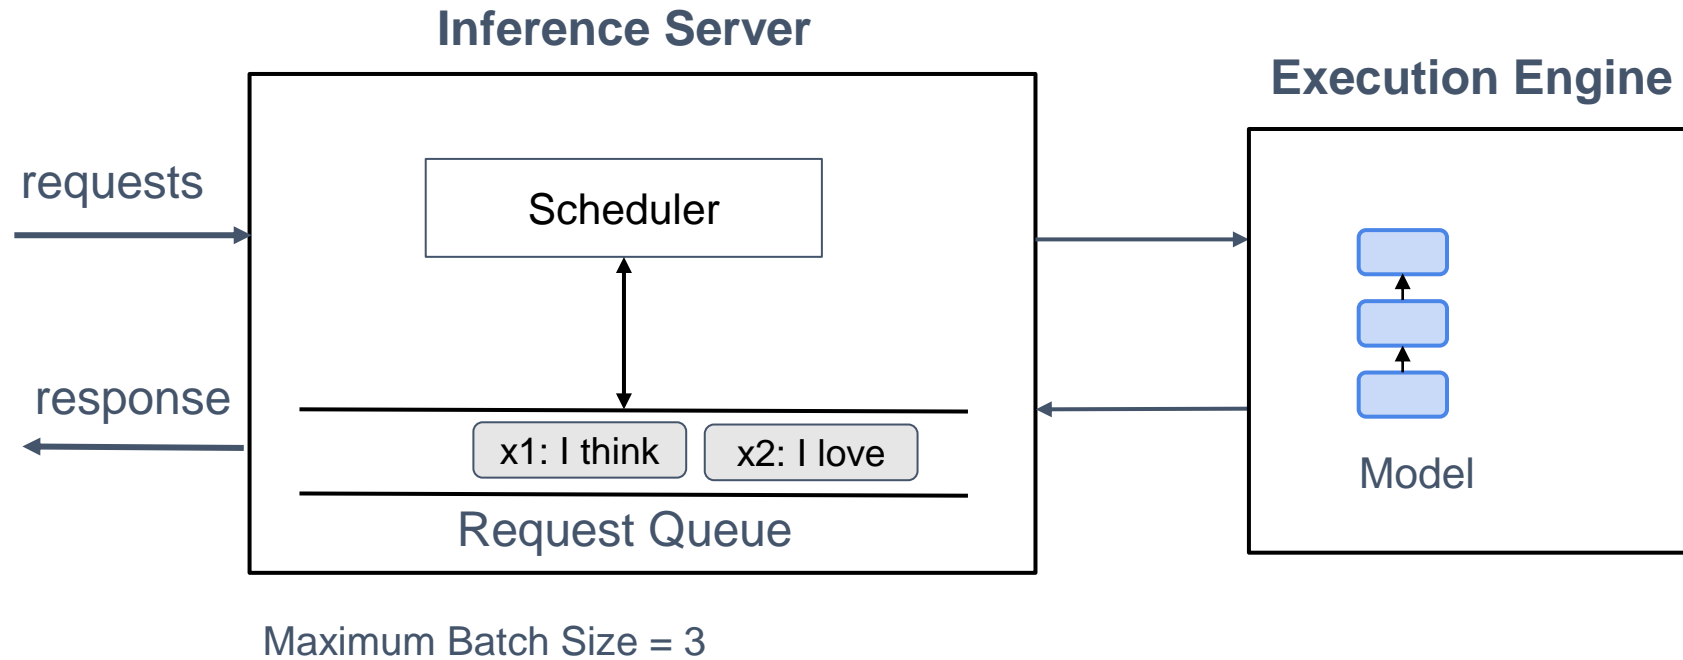 Inference Server
Execution Engine
requests
Scheduler
response
x1: I think
x2: I love
Request Queue
Model
Maximum Batch Size = 3